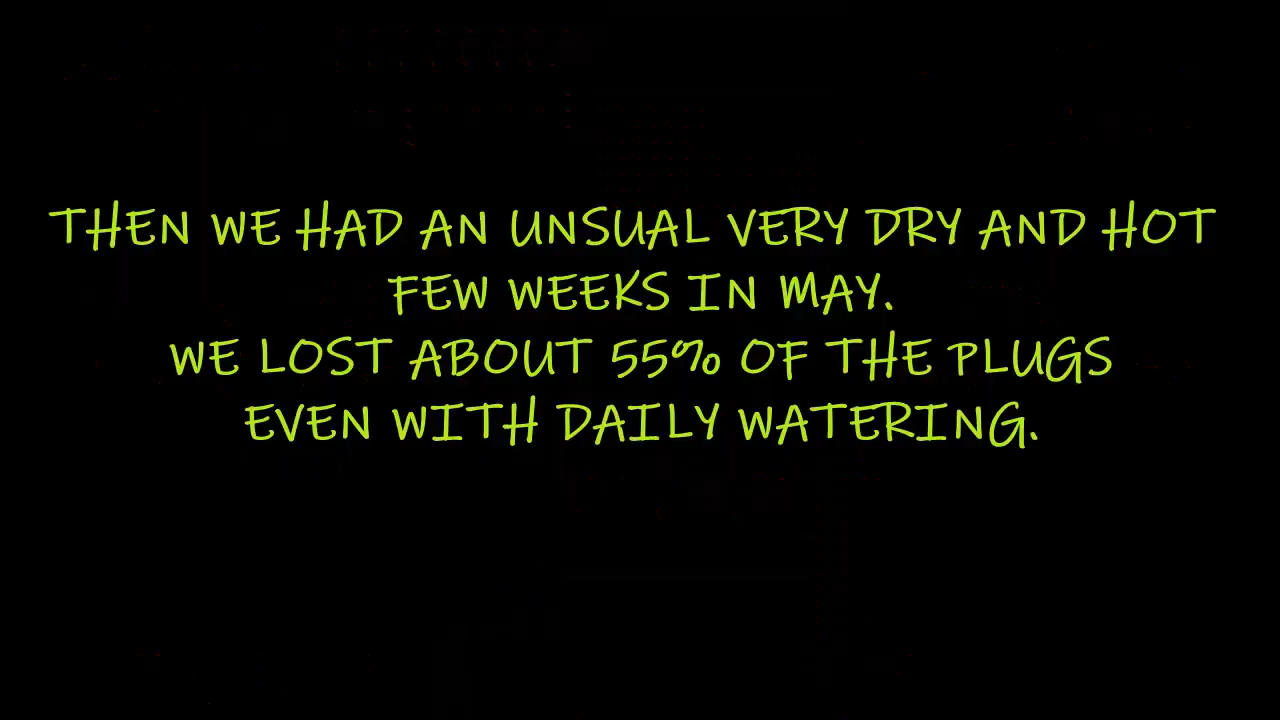 THEN WE HAD AN UNSUAL VERY DRY AND HOT
FEW WEEKS IN MAY.
WE LOST ABOUT 55% OF THE PLUGS
EVEN WITH DAILY WATERING.